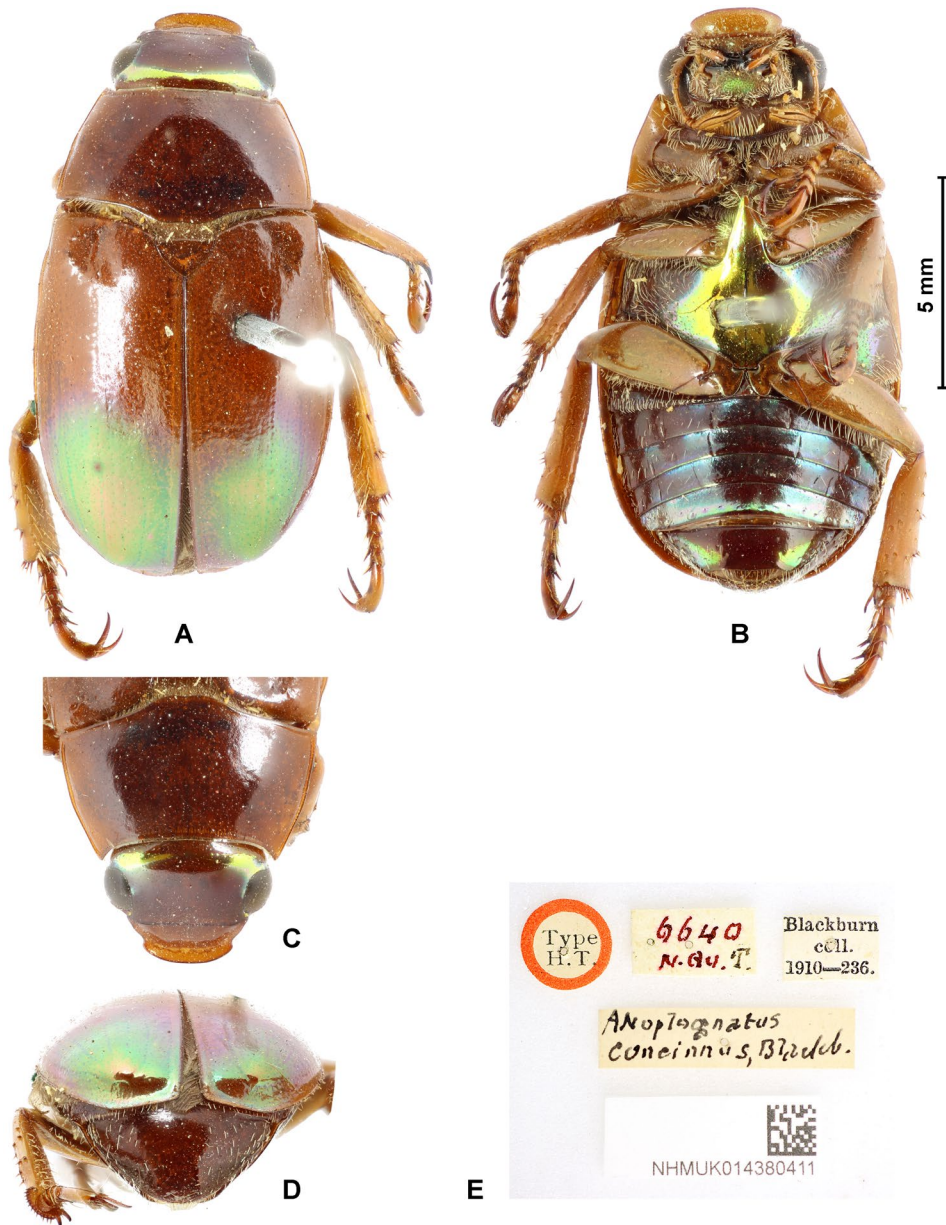 A
B
5 mm
C
D
E
Type
H.T.
6640
N.Qu. T.
Blackburn
coll.
1910—236.
Anoplognatus
concinnus, Blackb.
NHMUK014380411